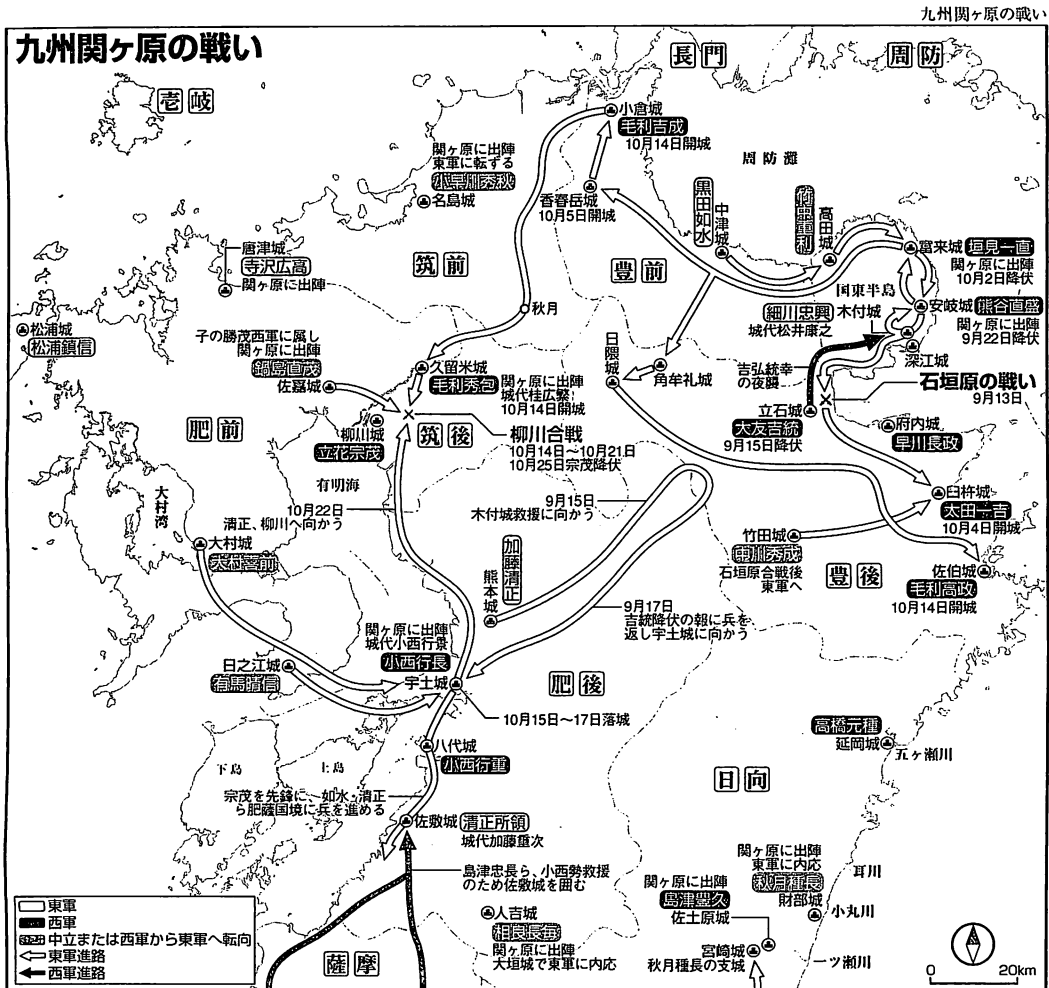 九州関ヶ原の戦い
九州関ヶ原の戦い
壱岐
長門
周防
小倉城
毛利吉成
10月14日開城
周防灘
関ヶ原に出陣
東軍に転ずる
小早川秀秋
名島城
香春岳城
10月5日開城
黒田如水
中津城
竹中重利
高田城
富来城
垣見一直
関ヶ原に出陣
10月2日降伏
唐津城
寺沢広高
関ヶ原に出陣
筑前
豊前
国東半島
安岐城
熊谷直盛
関ヶ原に出陣
9月22日降伏
細川忠興
木付城
城代松井康之
秋月
松浦城
松浦鎮信
子の勝茂西軍に属し
関ヶ原に出陣
鍋島直茂
佐嘉城
久留米城
毛利秀包
関ヶ原に出陣
城代桂広繁
10月14日開城
日隈城
角牟礼城
吉弘統幸
の夜襲
深江城
石垣原の戦い
9月13日
立石城
大友吉統
9月15日降伏
府内城
早川長政
肥前
柳川城
立花宗茂
筑後
柳川合戦
10月14日～10月21日
10月25日宗茂降伏
有明海
大村湾
10月22日
清正、柳川へ向かう
9月15日
木付城救援に向かう
臼杵城
太田一吉
10月4日開城
大村城
大村喜前
加藤清正
熊本城
竹田城
中川秀成
石垣原合戦後
東軍へ
豊後
佐伯城
毛利高政
10月14日開城
9月17日
吉統降伏の報に兵を
返し宇土城に向かう
関ヶ原に出陣
城代小西行景
小西行長
宇土城
日之江城
有馬晴信
肥後
10月15日～17日落城
八代城
小西行重
高橋元種
延岡城
五ヶ瀬川
下島
上島
日向
宗茂を先鋒に、如水・清正
ら肥薩国境に兵を進める
佐敷城
清正所領
城代加藤重次
島津忠長ら、小西勢救援
のため佐敷城を囲む
関ヶ原に出陣
東軍に内応
秋月種長
財部城
耳川
小丸川
関ヶ原に出陣
島津豊久
佐土原城
人吉城
相良長毎
関ヶ原に出陣
大垣城で東軍に内応
宮崎城
秋月種長の支城
一ツ瀬川
薩摩
東軍
西軍
中立または西軍から東軍へ転向
東軍進路
西軍進路
0 20km